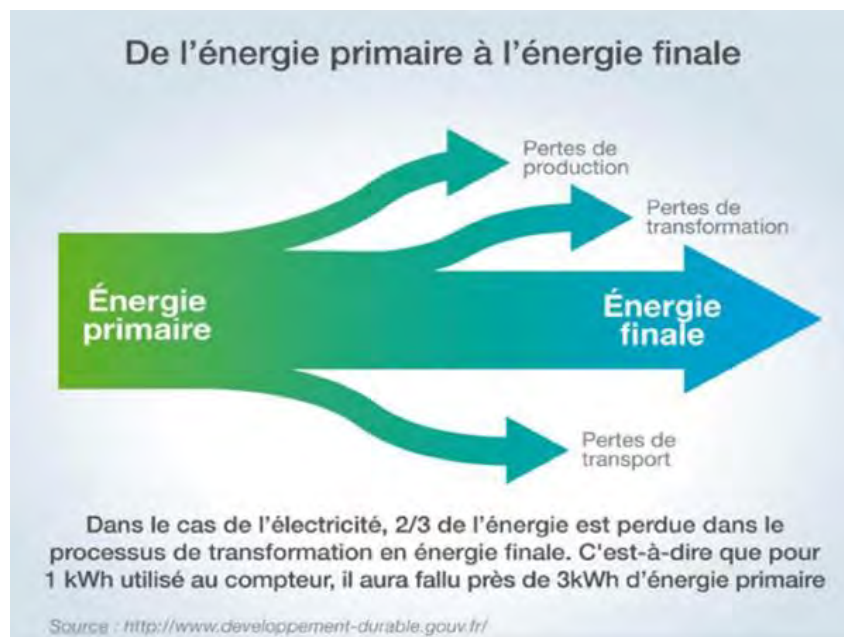 De l'énergie primaire à l'énergie finale
Pertes de
production
Pertes de
transformation
Énergie
primaire
Énergie
finale
Pertes de
transport
Dans le cas de l'électricité, 2/3 de l'énergie est perdue dans le
processus de transformation en énergie finale. C'est-à-dire que pour
1 kWh utilisé au compteur, il aura fallu près de 3kWh d'énergie primaire
Source : http://www.developpement-durable.gouv.fr/